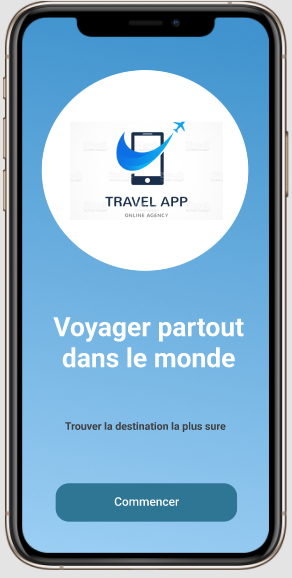 TRAVEL APP
ONLINE AGENCY
Voyager partout
dans le monde
Trouver la destination la plus sure
Commencer